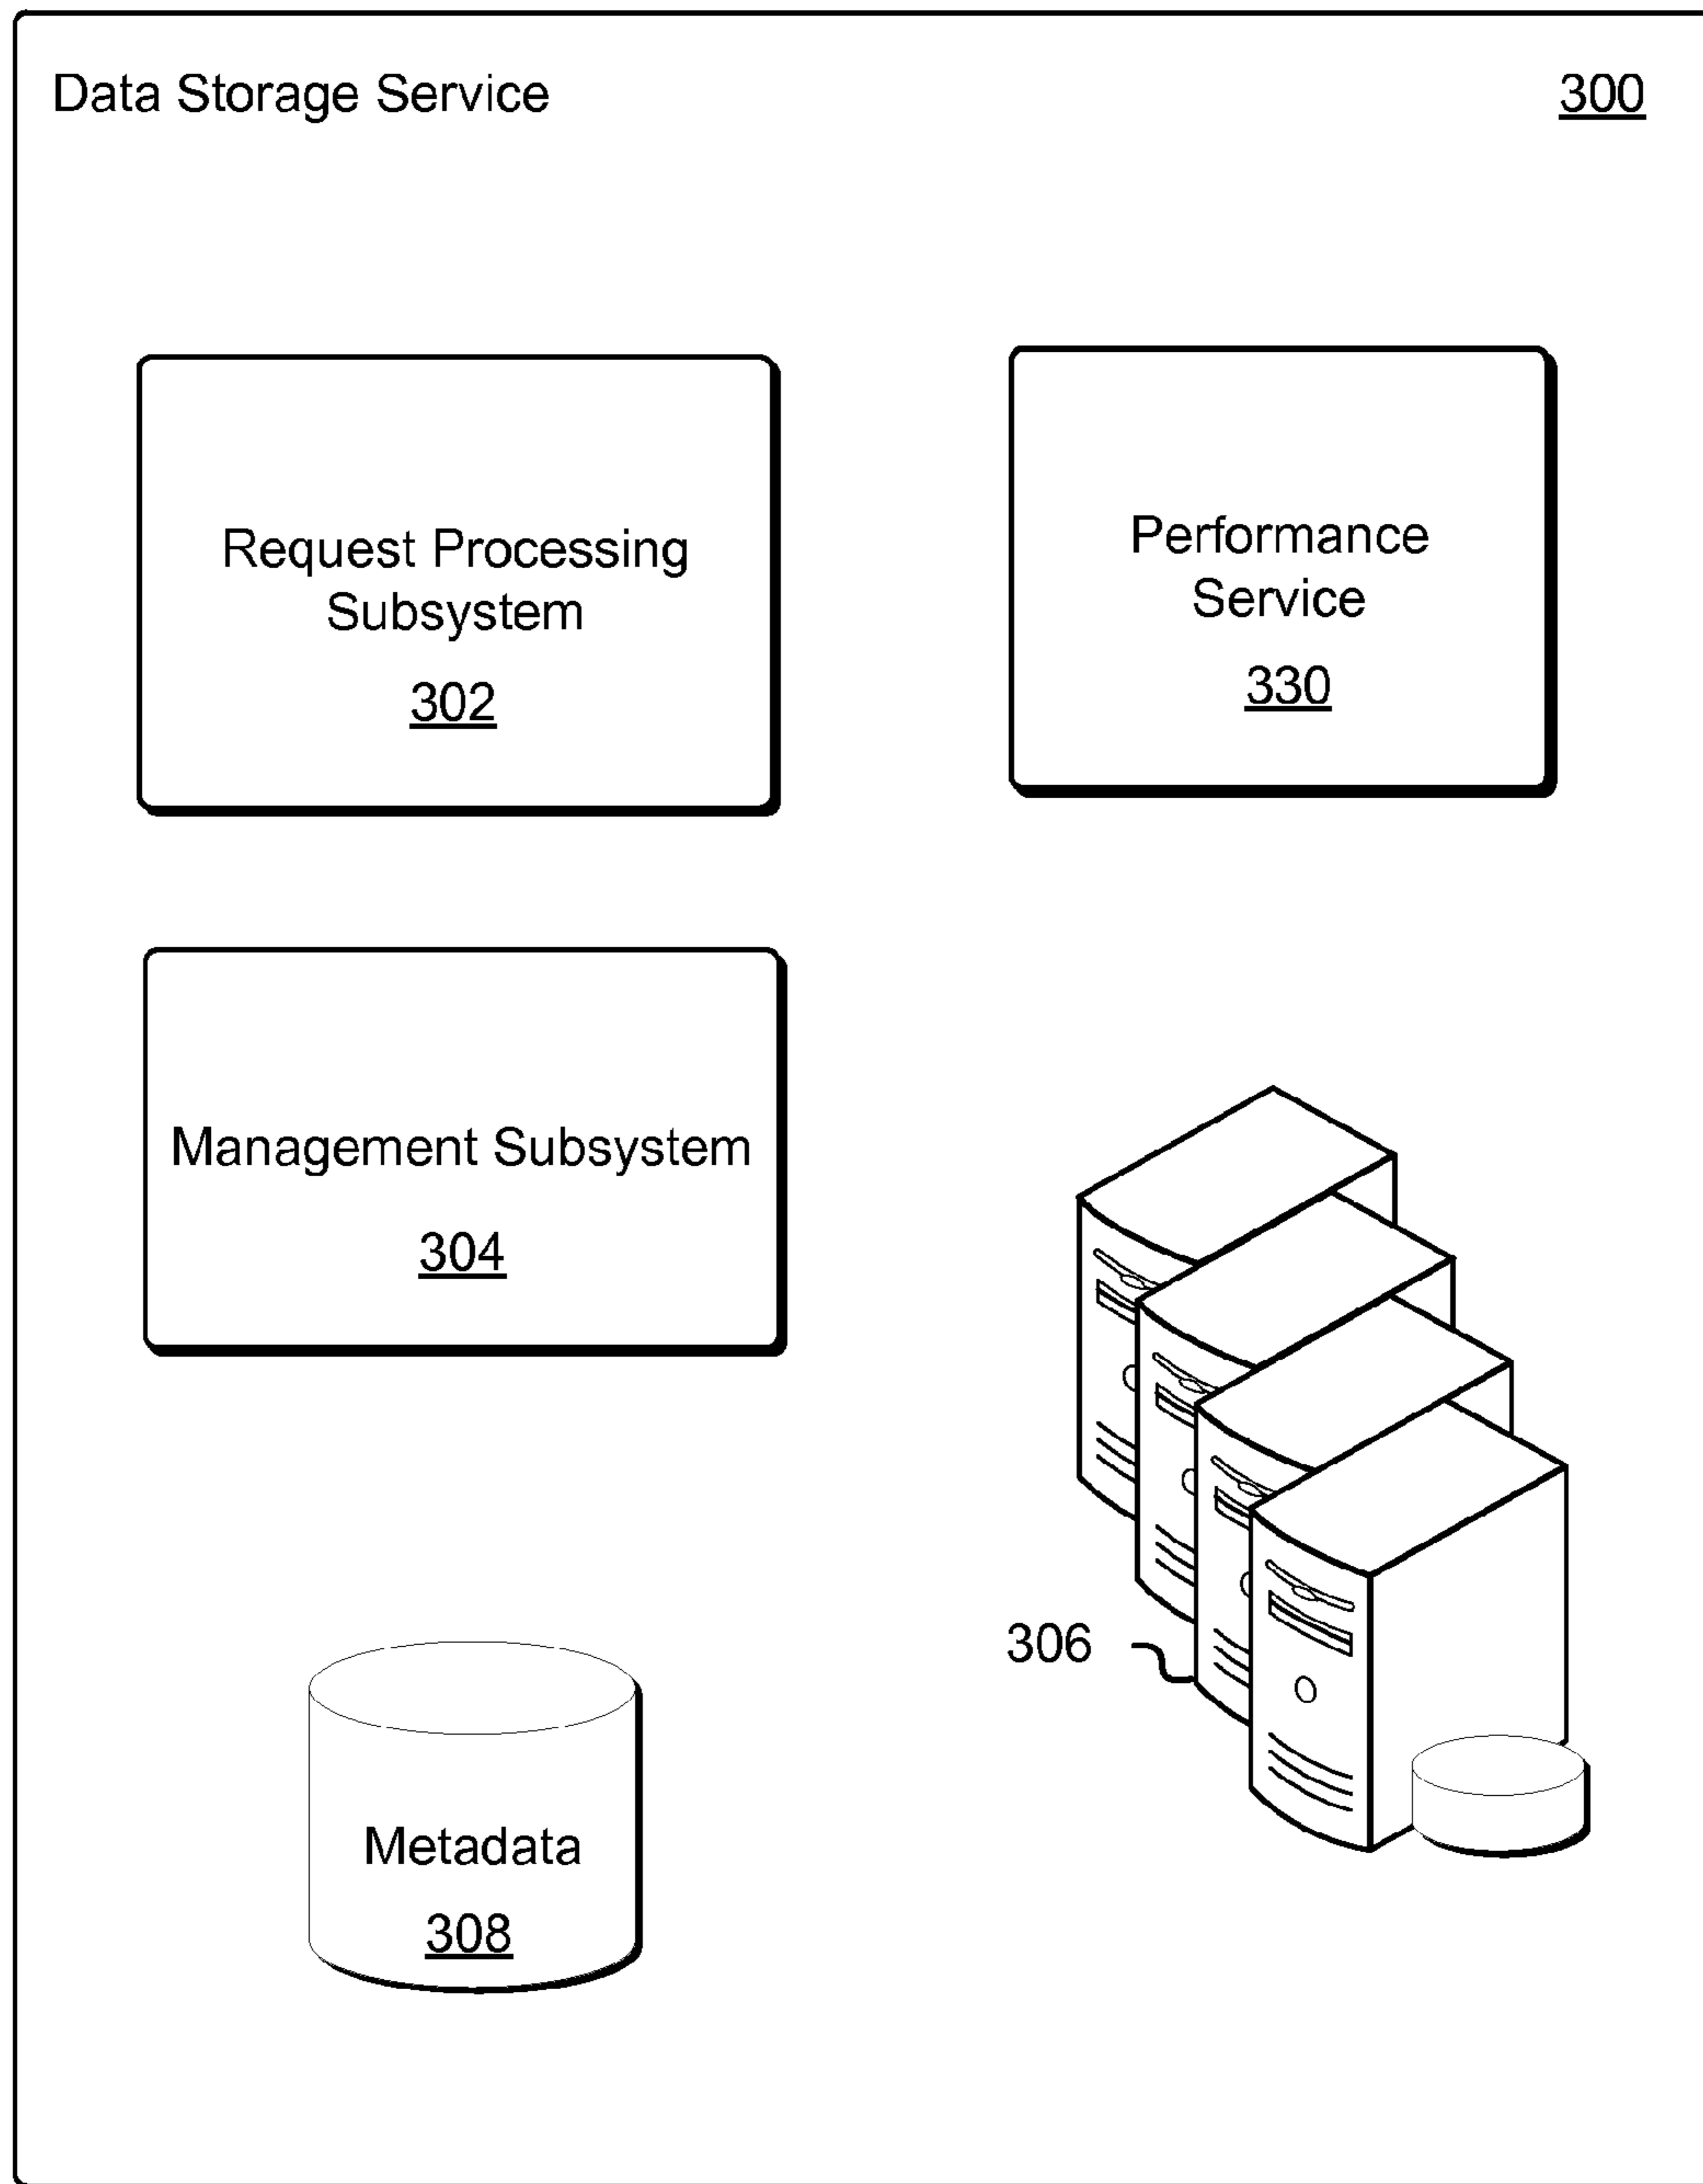 Data Storage Service
300
Request Processing
Subsystem
302
Performance
Service
330
Management Subsystem
304
306
Metadata
308